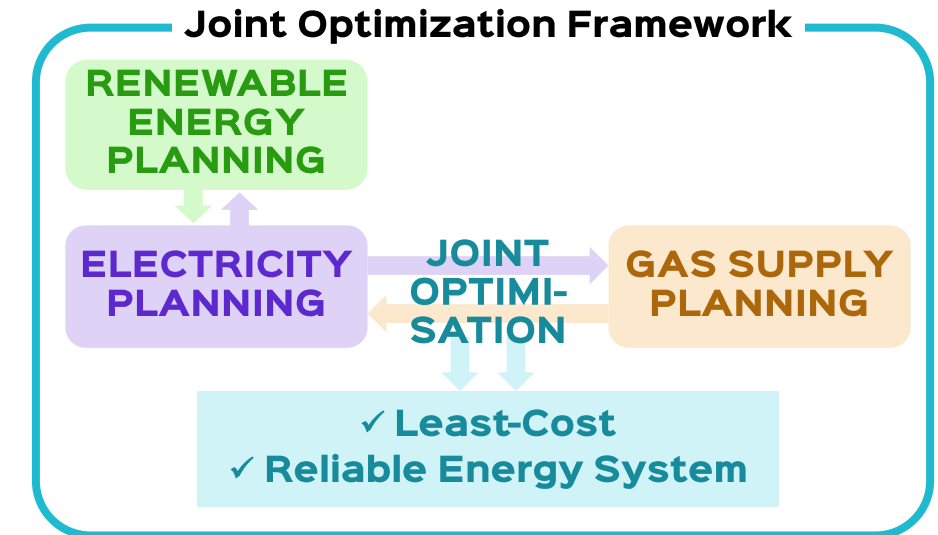 Joint Optimization Framework
RENEWABLE
ENERGY
PLANNING
ELECTRICITY
PLANNING
JOINT
OPTIMI-
SATION
GAS SUPPLY
PLANNING
✓ Least-Cost
✓ Reliable Energy System